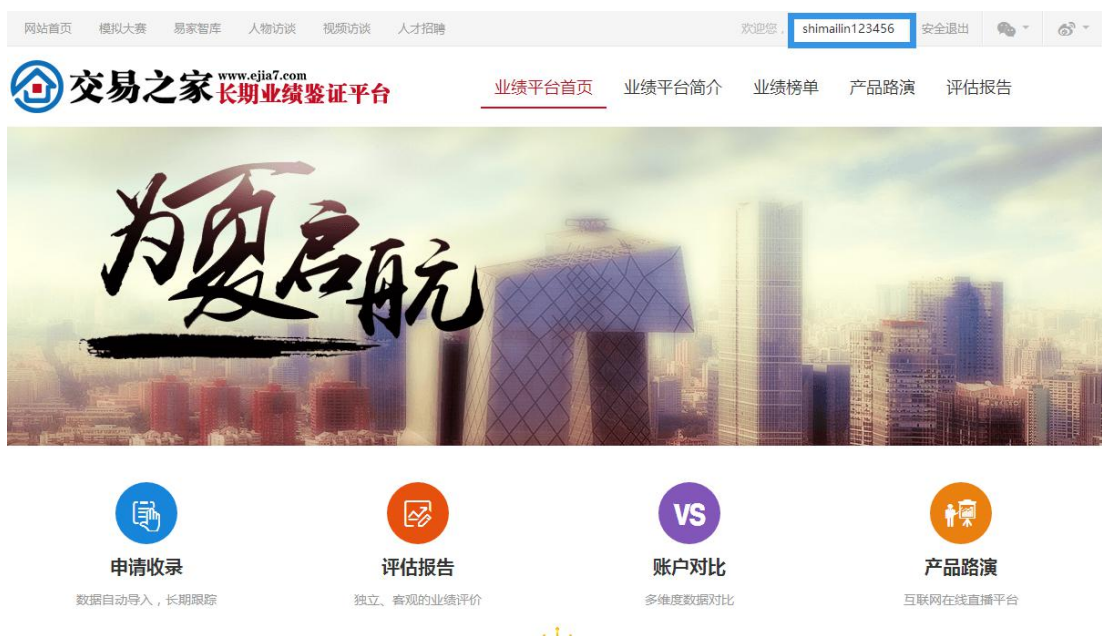 网站首页 模拟大赛 易家智库 人物访谈 视频访谈 人才招聘 欢迎您， shimailin123456 安全退出
交易之家 www.ejia7.com 长期业绩鉴证平台
业绩平台首页 业绩平台简介 业绩榜单 产品路演 评估报告
为夏启航
VS
申请收录 评估报告 账户对比 产品路演
数据自动导入，长期跟踪 独立、客观的业绩评价 多维度数据对比 互联网在线直播平台